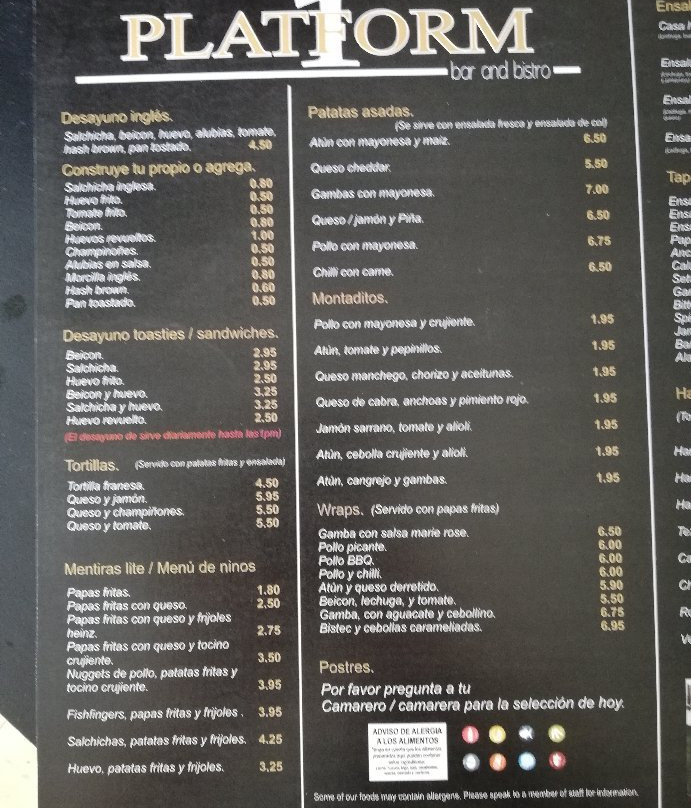 PLATFORM 1
bar and bistro
Desayuno inglés.
Salchicha, beicon, huevo, alubias, tomate,
hash brown, pan tostado. 4.50
Construye tu propio o agrega.
Salchicha inglesa. 0.80
Huevo frito. 0.50
Tomate frito. 0.50
Beicon. 0.80
Huevos revueltos. 1.00
Champiñones. 0.50
Alubias en salsa. 0.50
Morcilla inglés. 0.80
Hash brown. 0.60
Pan toastado. 0.50
Desayuno toasties / sandwiches.
Beicon. 2.95
Salchicha. 2.95
Huevo frito. 2.50
Beicon y huevo. 3.25
Salchicha y huevo. 3.25
Huevo revuelto. 2.50
(El desayuno de sirve diariamente hasta las 1pm)
Tortillas. (Servido con patatas fritas y ensalada)
Tortilla franesa. 4.50
Queso y jamón. 5.95
Queso y champiñones. 5.50
Queso y tomate. 5.50
Mentiras lite / Menù de ninos
Papas fritas. 1.80
Papas fritas con queso. 2.50
Papas fritas con queso y frijoles
heinz. 2.75
Papas fritas con queso y tocino
crujiente. 3.50
Nuggets de pollo, patatas fritas y
tocino crujiente. 3.95
Fishfingers, papas fritas y frijoles . 3.95
Salchichas, patatas fritas y frijoles. 4.25
Huevo, patatas fritas y frijoles. 3.25
Patatas asadas.
(Se sirve con ensalada fresca y ensalada de col)
Atún con mayonesa y maiz. 6.50
Queso cheddar. 5.50
Gambas con mayonesa. 7.00
Queso / jamón y Piña. 6.50
Pollo con mayonesa. 6.75
Chilli con carne. 6.50
Montaditos.
Pollo con mayonesa y crujiente. 1.95
Atún, tomate y pepinillos. 1.95
Queso manchego, chorizo y aceitunas. 1.95
Queso de cabra, anchoas y pimiento rojo. 1.95
Jamón sarrano, tomate y alioli. 1.95
Atún, cebolla crujiente y alioli. 1.95
Atún, cangrejo y gambas. 1.95
Wraps. (Servido con papas fritas)
Gamba con salsa marie rose. 6.50
Pollo picante. 6.00
Pollo BBQ. 6.00
Pollo y chilli. 6.00
Atún y queso derretido. 5.90
Beicon, lechuga, y tomate. 5.50
Gamba, con aguacate y cebollino. 6.75
Bistec y cebollas carameliadas. 6.95
Postres.
Por favor pregunta a tu
Camarero / camarera para la selección de hoy.
ADVISO DE ALERGIA
A LOS ALIMENTOS
Some of our foods may contain allergens. Please speak to a member of staff for information.
Casa
Tap